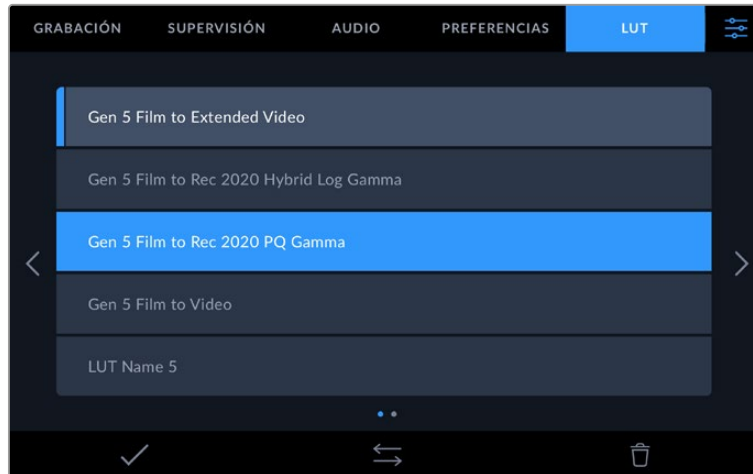 GRABACIÓN SUPERVISIÓN AUDIO PREFERENCIAS LUT
Gen 5 Film to Extended Video
Gen 5 Film to Rec 2020 Hybrid Log Gamma
Gen 5 Film to Rec 2020 PQ Gamma
Gen 5 Film to Video
LUT Name 5